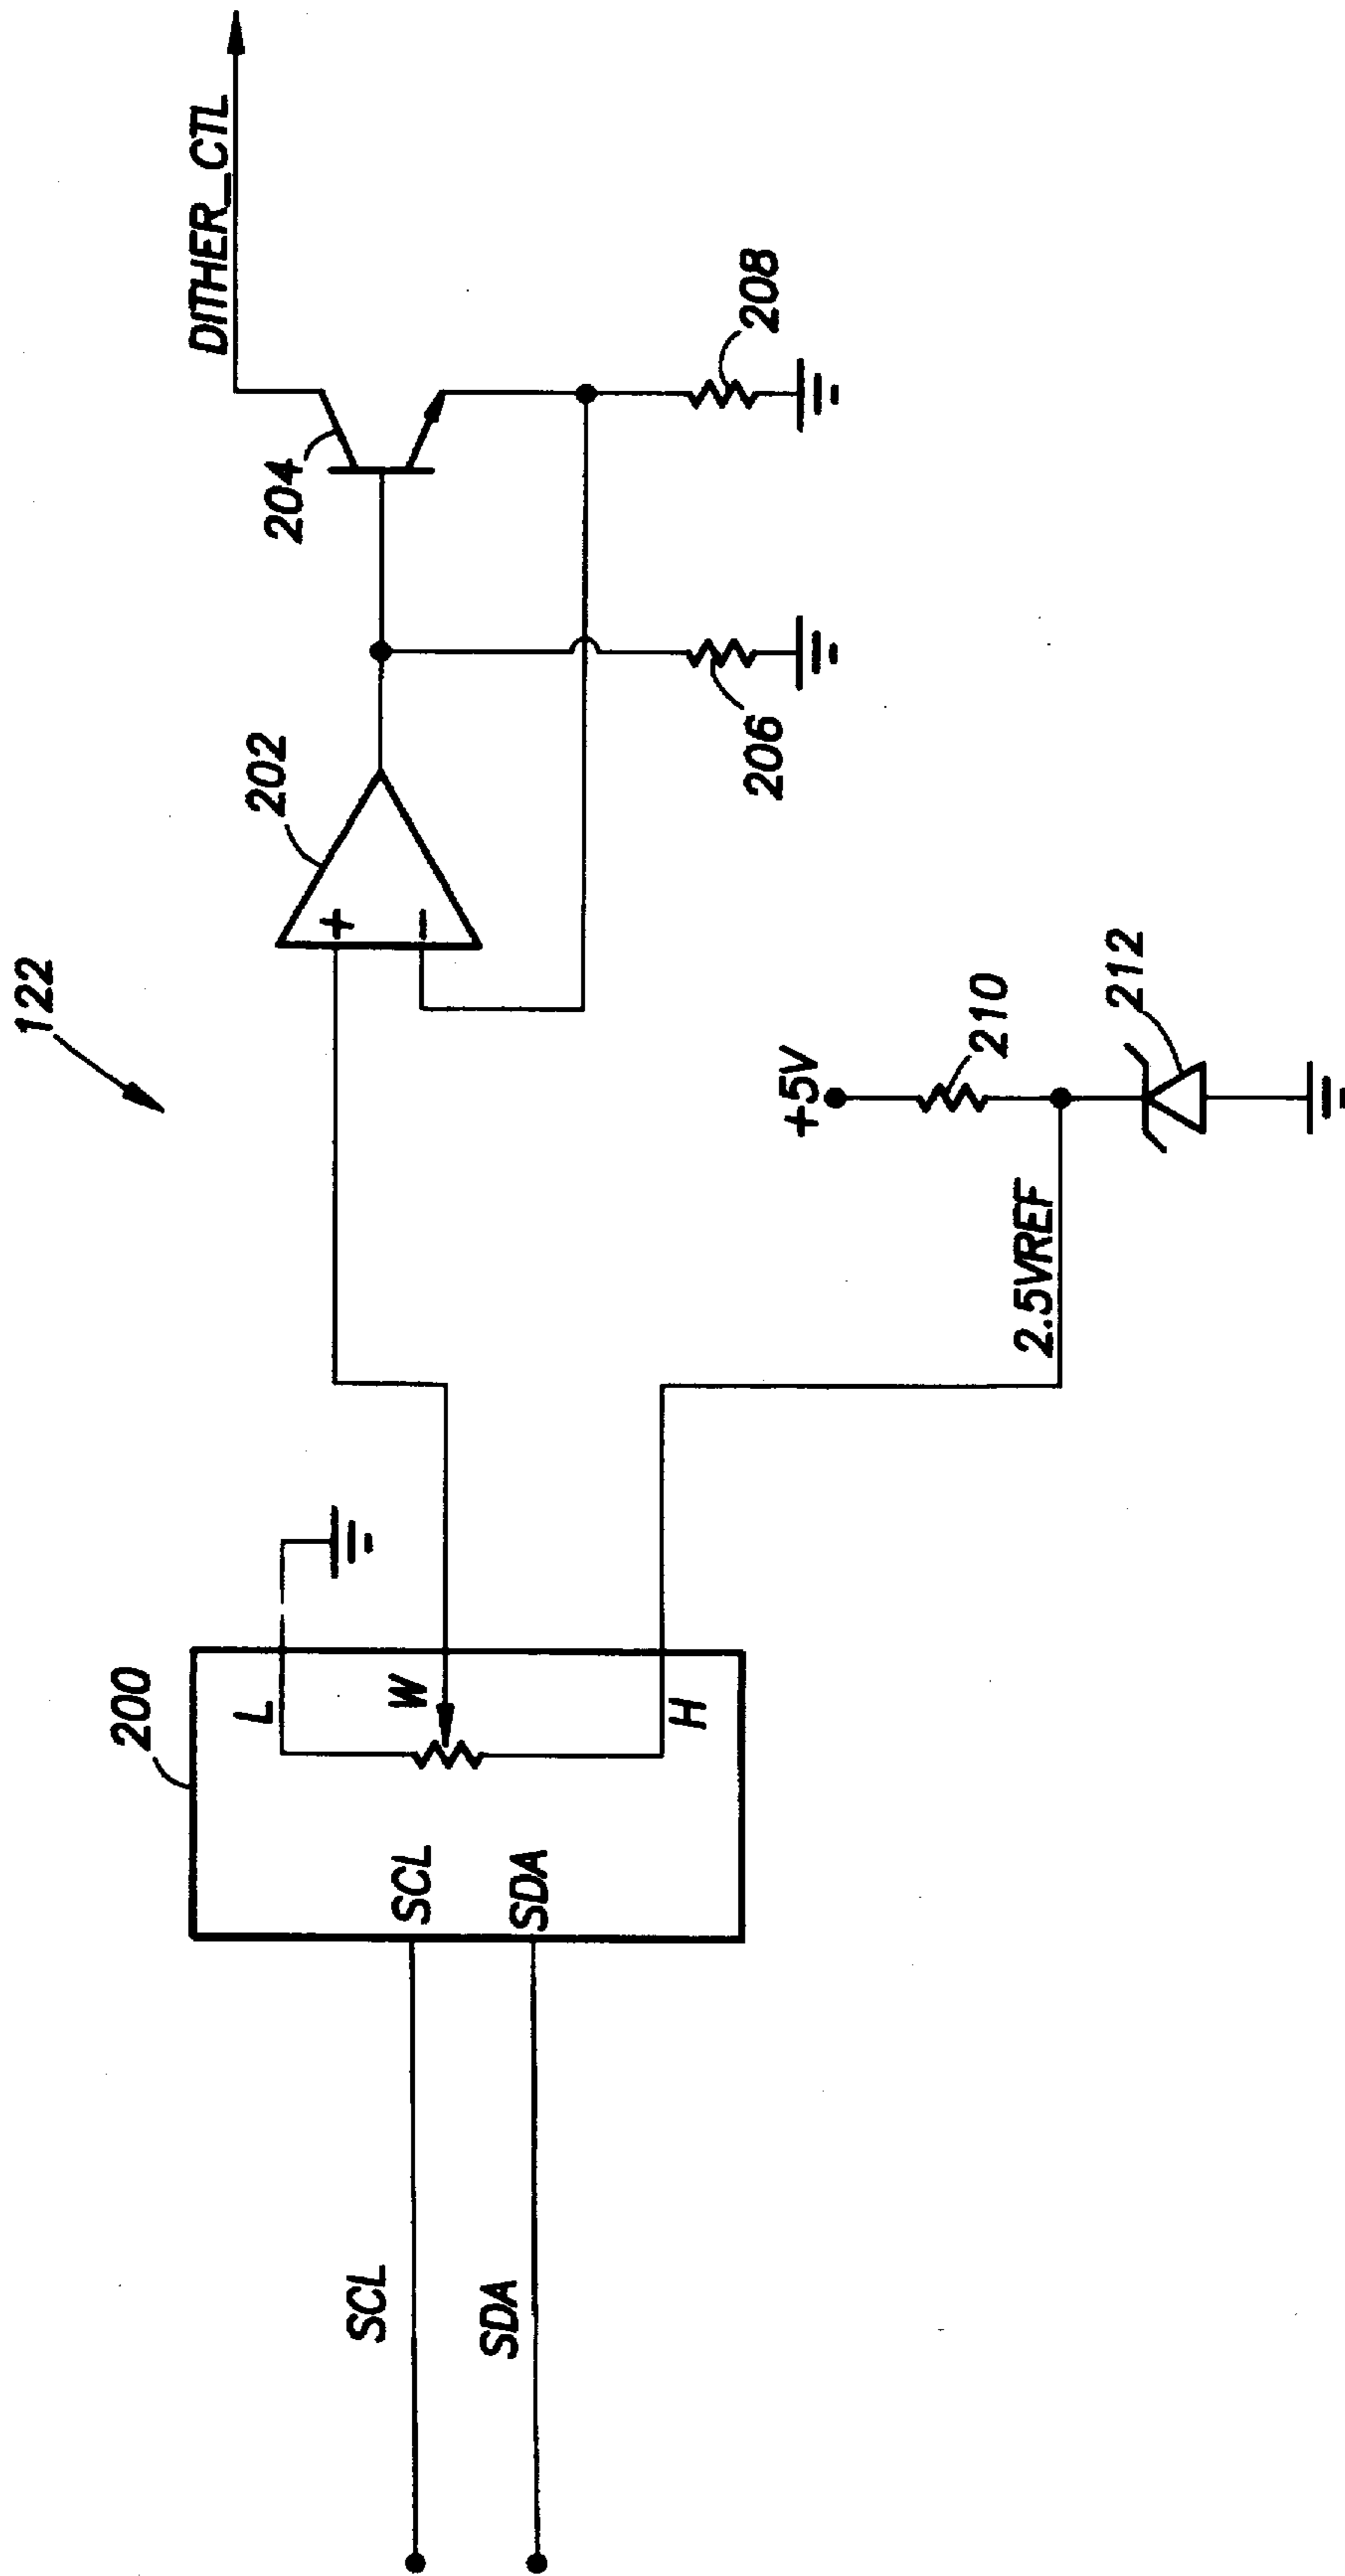 122
200
SCL
SDA
SCL
SDA
L
W
H
202
+
−
204
DITHER_CTL
206
208
+5V
210
2.5VREF
212